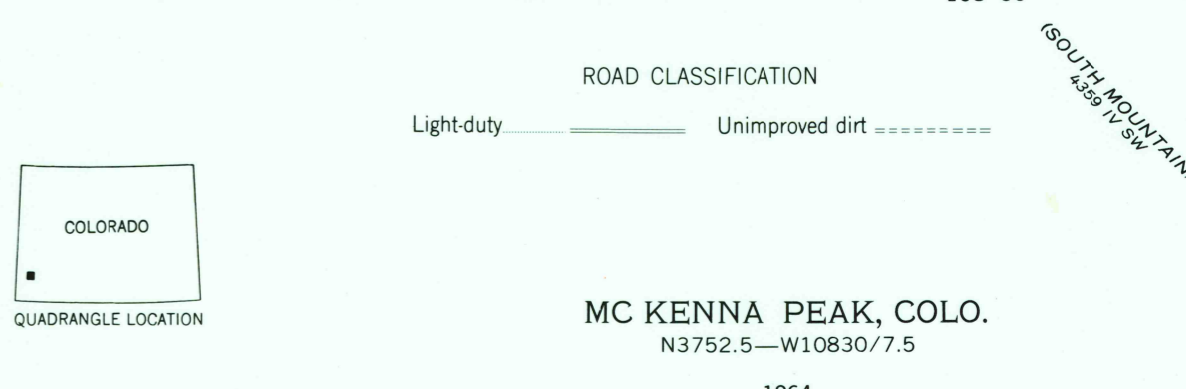 (SOUTH MOUNTAIN)
4359 IV SW
ROAD CLASSIFICATION
Light-duty Unimproved dirt
COLORADO
QUADRANGLE LOCATION
MC KENNA PEAK, COLO.
N3752.5—W10830/7.5
1964